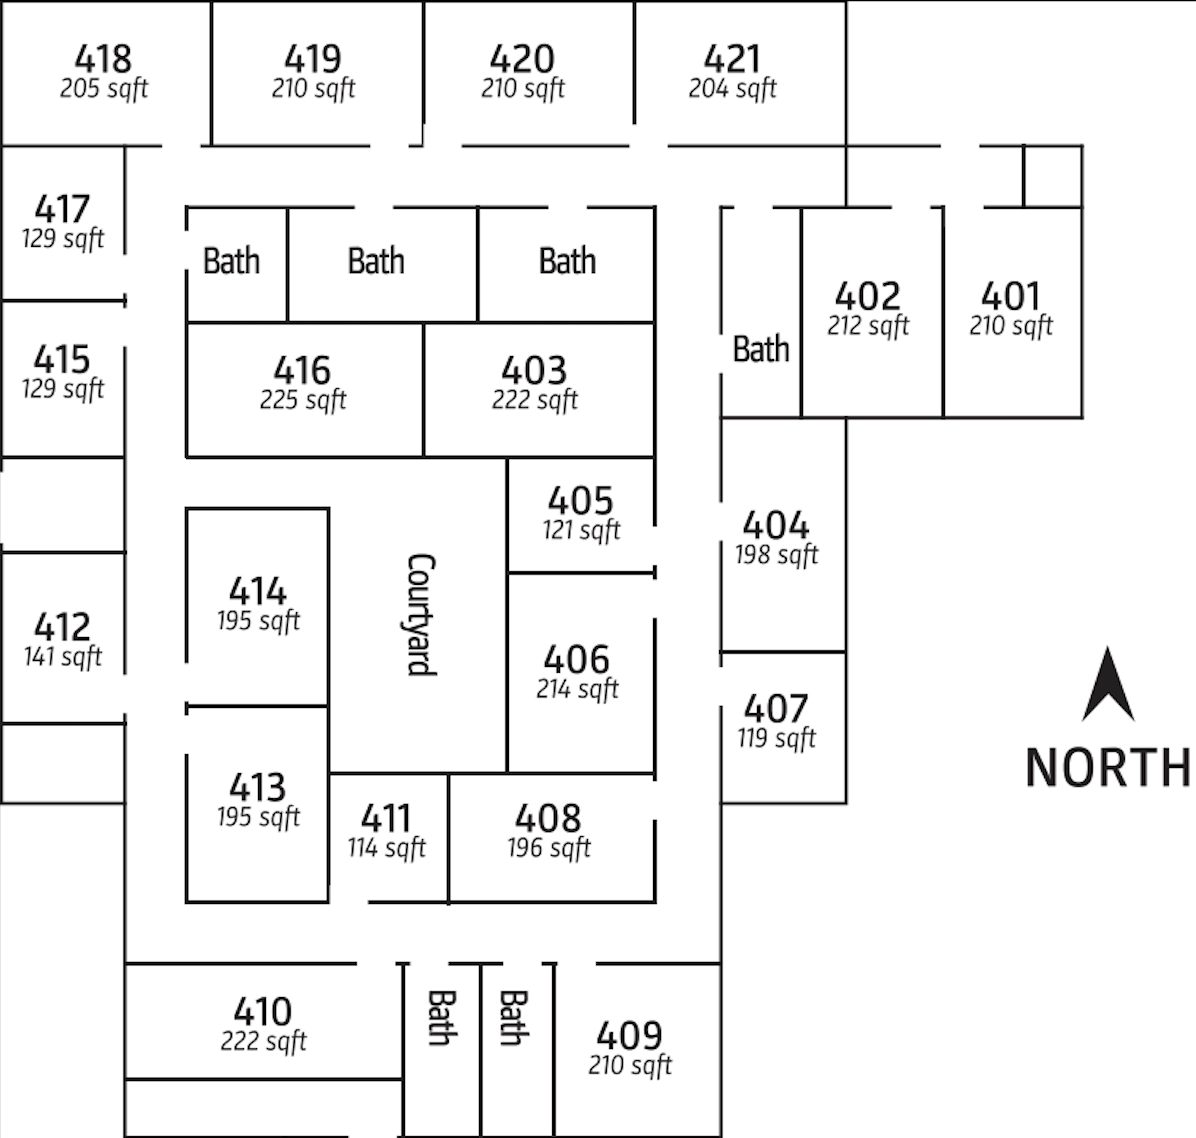 418
205 sqft
419
210 sqft
420
210 sqft
421
204 sqft
417
129 sqft
Bath
Bath
Bath
Bath
402
212 sqft
401
210 sqft
415
129 sqft
416
225 sqft
403
222 sqft
405
121 sqft
404
198 sqft
414
195 sqft
Courtyard
412
141 sqft
406
214 sqft
407
119 sqft
NORTH
413
195 sqft
411
114 sqft
408
196 sqft
410
222 sqft
Bath
Bath
409
210 sqft